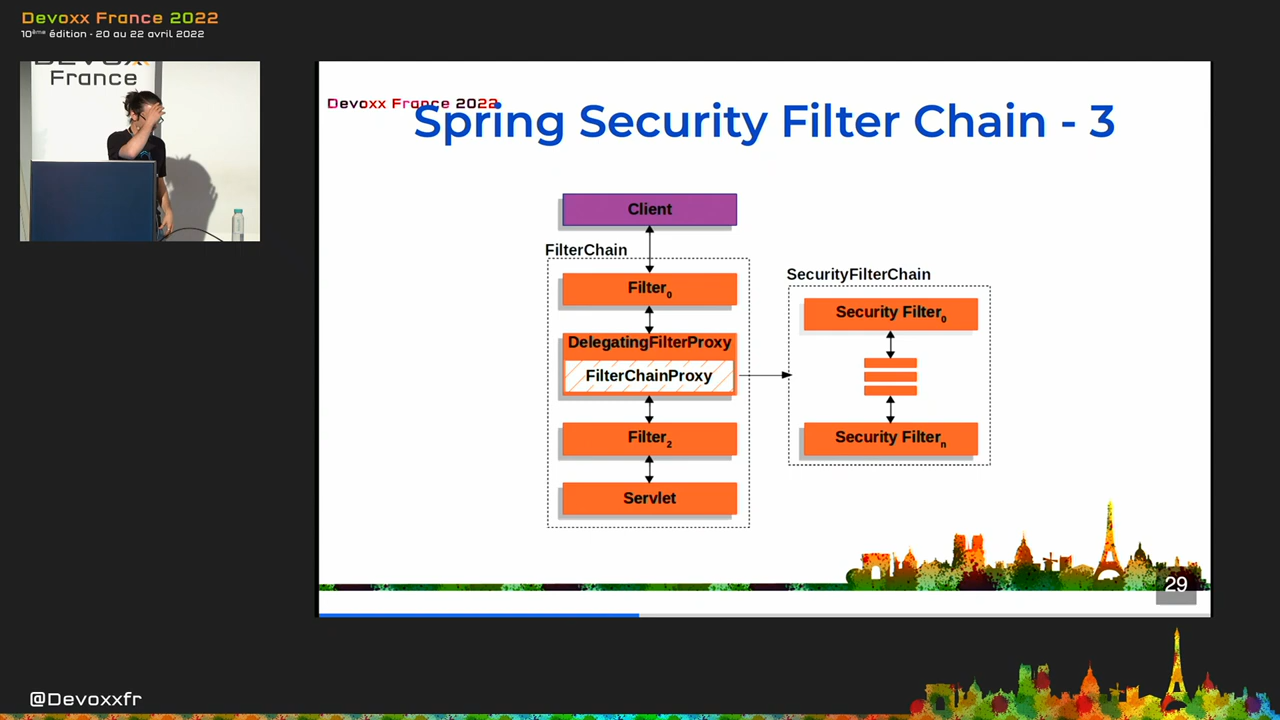 Devoxx France 2022
10ème édition - 20 au 22 avril 2022
France
Devoxx France 2022
Spring Security Filter Chain - 3
Client
FilterChain
Filter0
DelegatingFilterProxy
FilterChainProxy
Filter2
Servlet
SecurityFilterChain
Security Filter0
Security Filtern
29
@Devoxxfr